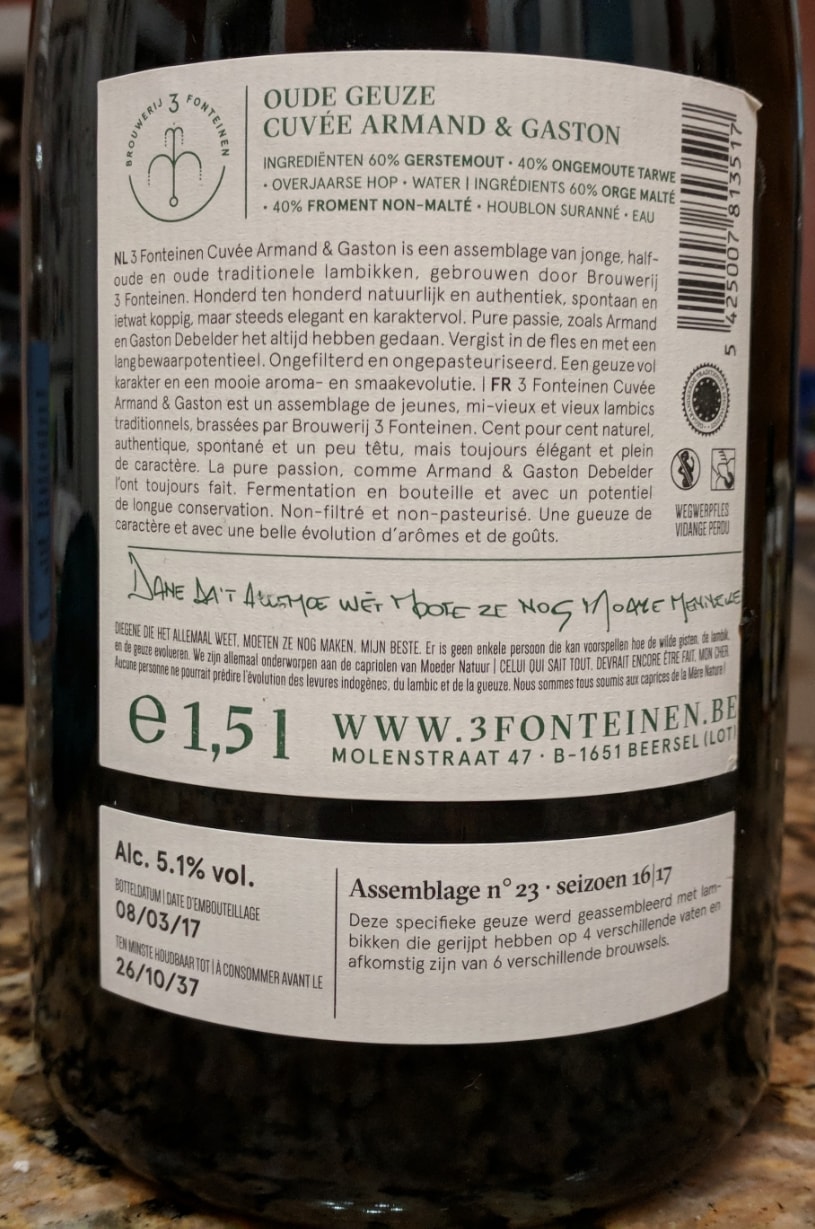 BROUWERIJ 3 FONTEINEN
OUDE GEUZE
CUVÉE ARMAND & GASTON
INGREDIËNTEN 60% GERSTEMOUT • 40% ONGEMOUTE TARWE
• OVERJAARSE HOP • WATER | INGRÉDIENTS 60% ORGE MALTÉ
• 40% FROMENT NON-MALTÉ • HOUBLON SURANNÉ • EAU
NL 3 Fonteinen Cuvée Armand & Gaston is een assemblage van jonge, half-
oude en oude traditionele lambikken, gebrouwen door Brouwerij
3 Fonteinen. Honderd ten honderd natuurlijk en authentiek, spontaan en
ietwat koppig, maar steeds elegant en karaktervol. Pure passie, zoals Armand
en Gaston Debelder het altijd hebben gedaan. Vergist in de fles en met een
lang bewaarpotentieel. Ongefilterd en ongepasteuriseerd. Een geuze vol
karakter en een mooie aroma- en smaakevolutie. | FR 3 Fonteinen Cuvée
Armand & Gaston est un assemblage de jeunes, mi-vieux et vieux lambics
traditionnels, brassées par Brouwerij 3 Fonteinen. Cent pour cent naturel,
authentique, spontané et un peu têtu, mais toujours élégant et plein
de caractère. La pure passion, comme Armand & Gaston Debelder
l'ont toujours fait. Fermentation en bouteille et avec un potentiel
de longue conservation. Non-filtré et non-pasteurisé. Une gueuze de
caractère et avec une belle évolution d'arômes et de goûts.
5 425007 813517
WEGWERPFLES
VIDANGE PERDU
DANE DA'T ALLEMOE WÉT MOOTE ZE NOG MOAKE MENNEKE
DIEGENE DIE HET ALLEMAAL WEET, MOETEN ZE NOG MAKEN, MIJN BESTE. Er is geen enkele persoon die kan voorspellen hoe de wilde gisten, de lambik,
en de geuze evolueren. We zijn allemaal onderworpen aan de capriolen van Moeder Natuur | CELUI QUI SAIT TOUT, DEVRAIT ENCORE ÊTRE FAIT, MON CHER.
Aucune personne ne pourrait prédire l'évolution des levures indogènes, du lambic et de la gueuze. Nous sommes tous soumis aux caprices de la Mère Nature!
e 1,5 l
WWW.3FONTEINEN.BE
MOLENSTRAAT 47 • B-1651 BEERSEL (LOT)
Alc. 5.1% vol.
BOTTELDATUM | DATE D'EMBOUTEILLAGE
08/03/17
TEN MINSTE HOUDBAAR TOT | À CONSOMMER AVANT LE
26/10/37
Assemblage n° 23 • seizoen 16|17
Deze specifieke geuze werd geassembleerd met lam-
bikken die gerijpt hebben op 4 verschillende vaten en
afkomstig zijn van 6 verschillende brouwsels.